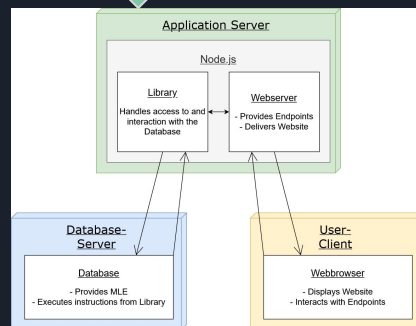 Application Server
Node.js
Library
Handles access to and
interaction with the
Database
Webserver
- Provides Endpoints
- Delivers Website
Database-
Server
Database
- Provides MLE
- Executes instructions from Library
User-
Client
Webbrowser
- Displays Website
- Interacts with Endpoints